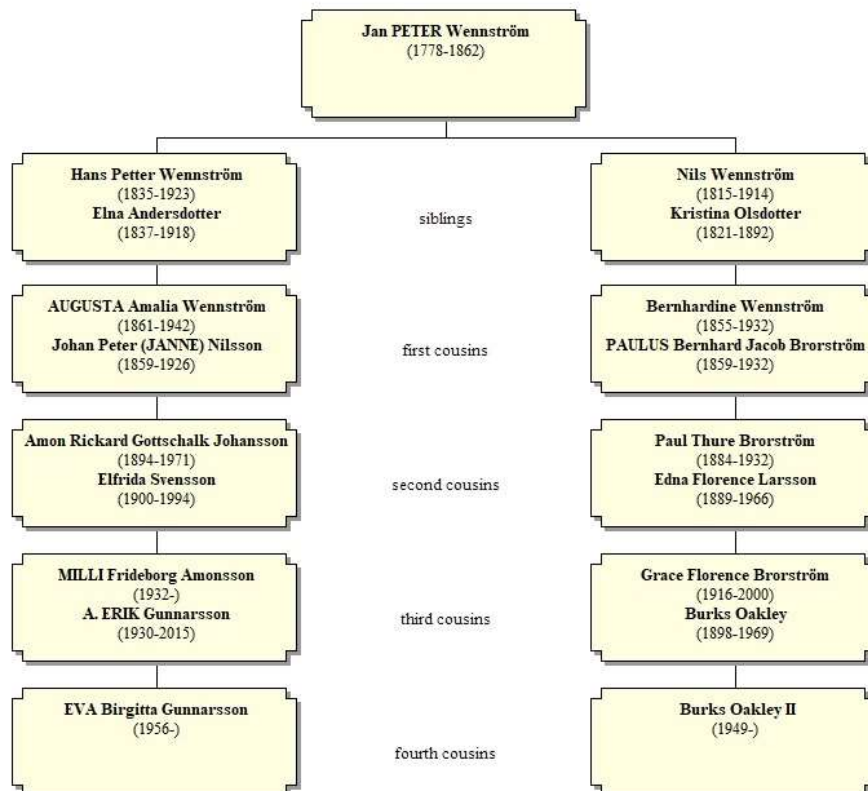 Jan PETER Wennström
(1778-1862)
Hans Petter Wennström
(1835-1923)
Elna Andersdotter
(1837-1918)
siblings
Nils Wennström
(1815-1914)
Kristina Olsdotter
(1821-1892)
AUGUSTA Amalia Wennström
(1861-1942)
Johan Peter (JANNE) Nilsson
(1859-1926)
first cousins
Bernhardine Wennström
(1855-1932)
PAULUS Bernhard Jacob Brorström
(1859-1932)
Amon Rickard Gottschalk Johansson
(1894-1971)
Elfrida Svensson
(1900-1994)
second cousins
Paul Thure Brorström
(1884-1932)
Edna Florence Larsson
(1889-1966)
MILLI Frideborg Amonsson
(1932-)
A. ERIK Gunnarsson
(1930-2015)
third cousins
Grace Florence Brorström
(1916-2000)
Burks Oakley
(1898-1969)
EVA Birgitta Gunnarsson
(1956-)
fourth cousins
Burks Oakley II
(1949-)